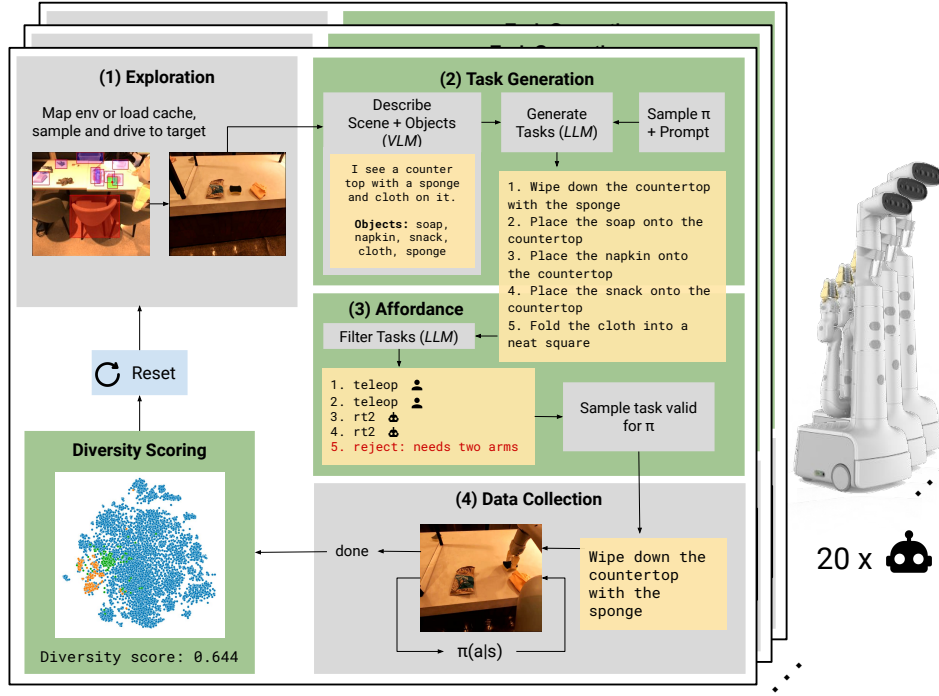 (1) Exploration
Map env or load cache,
sample and drive to target
(2) Task Generation
Describe
Scene + Objects
(VLM)
I see a counter
top with a sponge
and cloth on it.
Objects: soap,
napkin, snack,
cloth, sponge
Generate
Tasks (LLM)
Sample π
+ Prompt
1. Wipe down the countertop
with the sponge
2. Place the soap onto the
countertop
3. Place the napkin onto
the countertop
4. Place the snack onto the
countertop
5. Fold the cloth into a
neat square
(3) Affordance
Filter Tasks (LLM)
1. teleop
2. teleop
3. rt2
4. rt2
5. reject: needs two arms
Sample task valid
for π
(4) Data Collection
Wipe down the
countertop
with the
sponge
π(a|s)
done
Diversity Scoring
Diversity score: 0.644
Reset
20 x